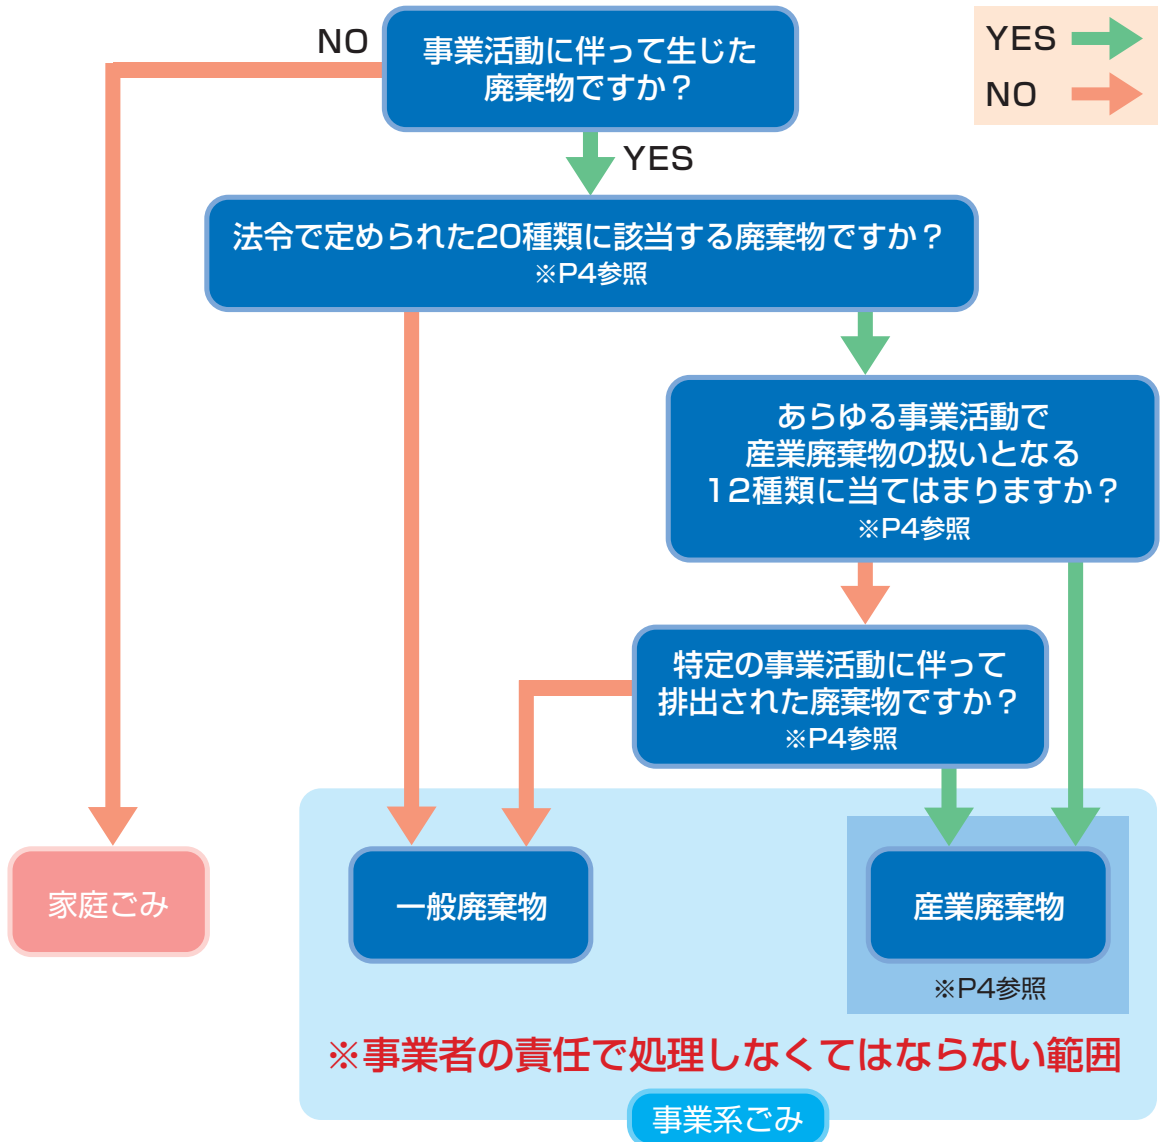 NO
事業活動に伴って生じた
廃棄物ですか？
YES
NO
YES
法令で定められた20種類に該当する廃棄物ですか？
※P4参照
あらゆる事業活動で
産業廃棄物の扱いとなる
12種類に当てはまりますか？
※P4参照
特定の事業活動に伴って
排出された廃棄物ですか？
※P4参照
家庭ごみ
一般廃棄物
産業廃棄物
※P4参照
※事業者の責任で処理しなくてはならない範囲
事業系ごみ